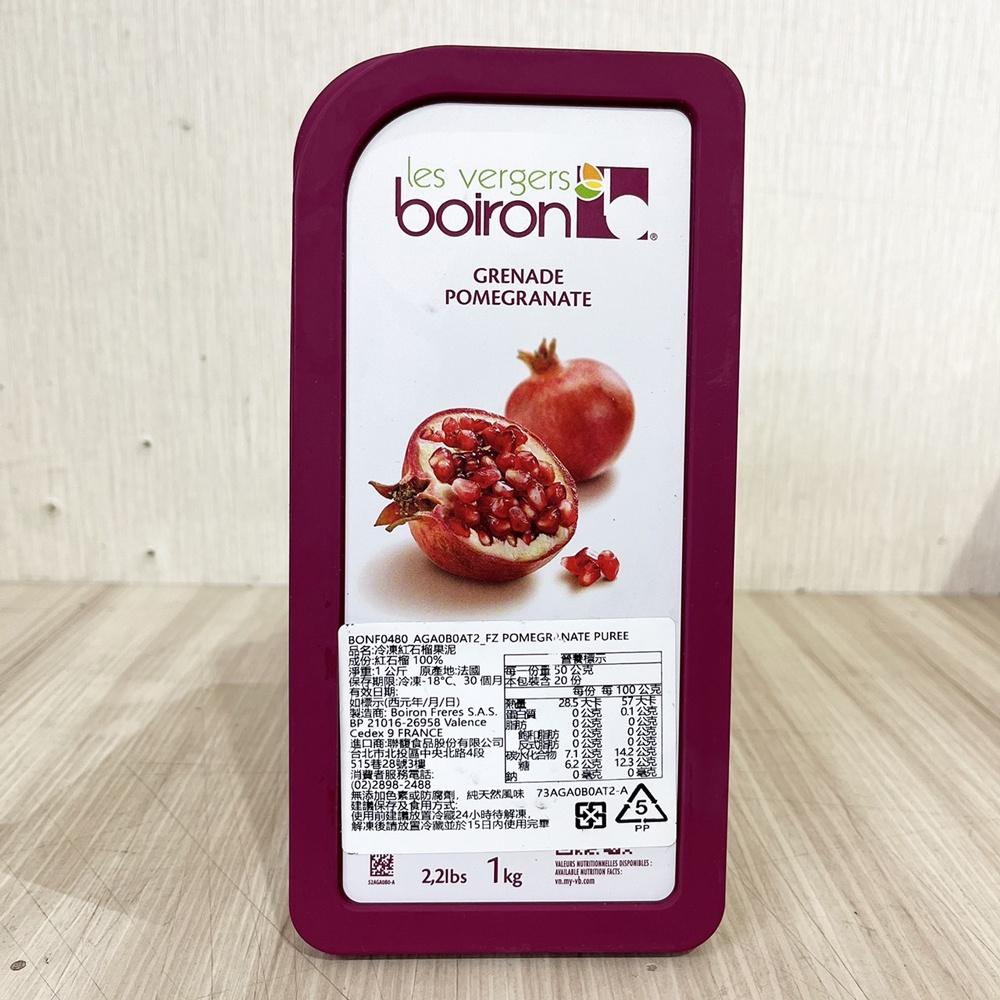 les vergers
boiron
GRENADE
POMEGRANATE
BONF0480 AGA0B0AT2_FZ POMEGRANATE PUREE
品名:冷凍紅石榴果泥
成份:紅石榴 100%
淨重:1 公斤 原產地:法國
保存期限:冷凍-18°C、30 個月
有效日期:
如標示(西元年/月/日)
製造商: Boiron Freres S.A.S.
BP 21016-26958 Valence
Cedex 9 FRANCE
進口商:聯馥食品股份有限公司
台北市北投區中央北路4段
515巷28號3樓
消費者服務電話:
(02)2898-2488
無添加色素或防腐劑，純天然風味 73AGA0B0AT2-A
建議保存及食用方式:
使用前建議放置冷藏24小時待解凍,
解凍後請放置冷藏並於15日內使用完畢
營養標示
每一份量 50 公克
本包裝含 20 份
每份 每 100 公克
熱量 28.5 大卡 57 大卡
蛋白質 0 公克 0.1 公克
脂肪 0 公克 0 公克
飽和脂肪 0 公克 0 公克
反式脂肪 0 公克 0 公克
碳水化合物 7.1 公克 14.2 公克
糖 6.2 公克 12.3 公克
鈉 0 毫克 0 毫克
5
PP
52AGA0B0-A
2,2lbs 1kg
VALEURS NUTRITIONNELLES DISPONIBLES :
AVAILABLE NUTRITION FACTS:
vn.my-vb.com